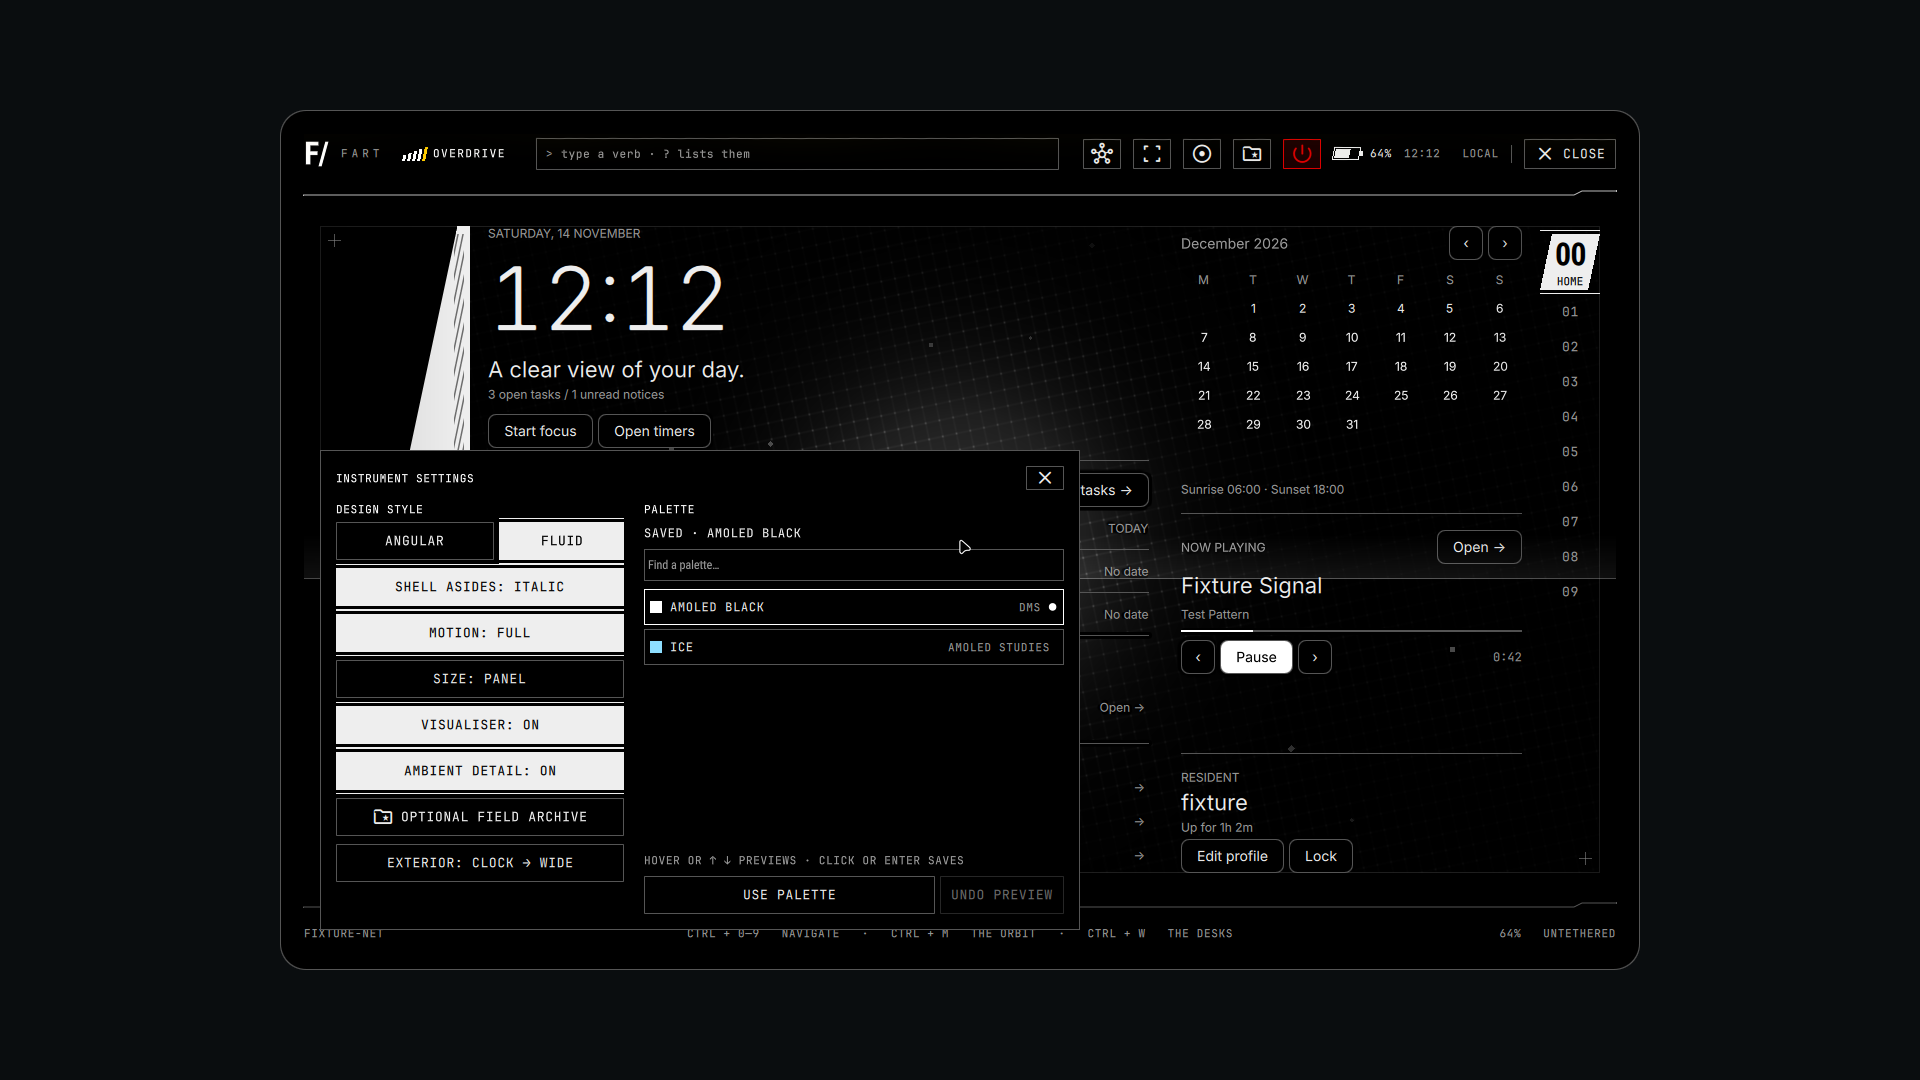 F/ FART OVERDRIVE > type a verb · ? lists them 64% 12:12 LOCAL CLOSE
SATURDAY, 14 NOVEMBER
12:12
A clear view of your day.
3 open tasks / 1 unread notices
Start focus Open timers
December 2026 ‹ ›
M T W T F S S
1 2 3 4 5 6
7 8 9 10 11 12 13
14 15 16 17 18 19 20
21 22 23 24 25 26 27
28 29 30 31
Sunrise 06:00 · Sunset 18:00
00
HOME
01
02
03
04
05
06
07
08
09
INSTRUMENT SETTINGS
DESIGN STYLE
ANGULAR FLUID
SHELL ASIDES: ITALIC
MOTION: FULL
SIZE: PANEL
VISUALISER: ON
AMBIENT DETAIL: ON
OPTIONAL FIELD ARCHIVE
EXTERIOR: CLOCK → WIDE
PALETTE
SAVED · AMOLED BLACK
Find a palette…
AMOLED BLACK DMS
ICE AMOLED STUDIES
HOVER OR ↑ ↓ PREVIEWS · CLICK OR ENTER SAVES
USE PALETTE UNDO PREVIEW
tasks →
TODAY
No date
No date
Open →
→
→
→
NOW PLAYING Open →
Fixture Signal
Test Pattern
‹ Pause › 0:42
RESIDENT
fixture
Up for 1h 2m
Edit profile Lock
FIXTURE-NET CTRL + 0–9 NAVIGATE · CTRL + M THE ORBIT · CTRL + W THE DESKS 64% UNTETHERED